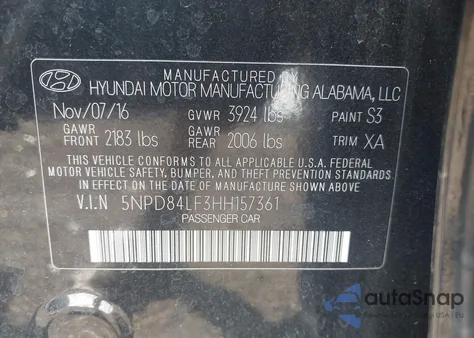 MANUFACTURED BY
HYUNDAI MOTOR MANUFACTURING ALABAMA, LLC
Nov/07/16 GVWR 3924 lbs PAINT S3
GAWR FRONT 2183 lbs GAWR REAR 2006 lbs TRIM XA
THIS VEHICLE CONFORMS TO ALL APPLICABLE U.S.A. FEDERAL
MOTOR VEHICLE SAFETY, BUMPER, AND THEFT PREVENTION
STANDARDS IN EFFECT ON THE DATE OF MANUFACTURE SHOWN ABOVE.
V.I.N 5NPD84LF3HH157361
PASSENGER CAR
autoSnap